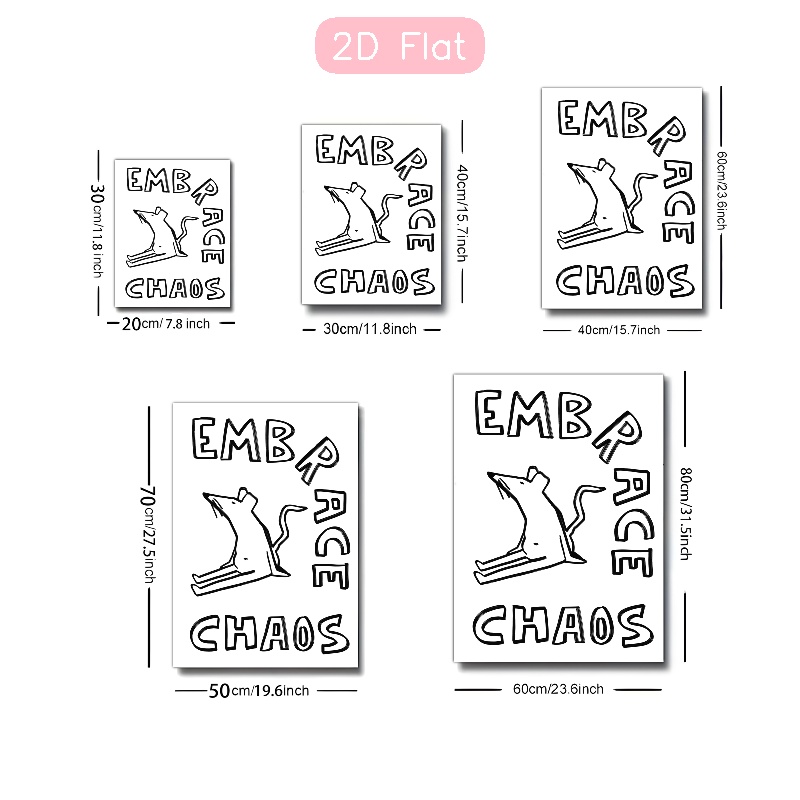 2D Flat
EMBRACE
CHAOS
30cm/11.8 inch
20cm/ 7.8 inch
EMBRACE
CHAOS
40cm/15.7inch
30cm/11.8inch
EMBRACE
CHAOS
60cm/23.6inch
40cm/15.7inch
EMBRACE
CHAOS
70cm/27.5inch
50cm/19.6inch
EMBRACE
CHAOS
80cm/31.5inch
60cm/23.6inch